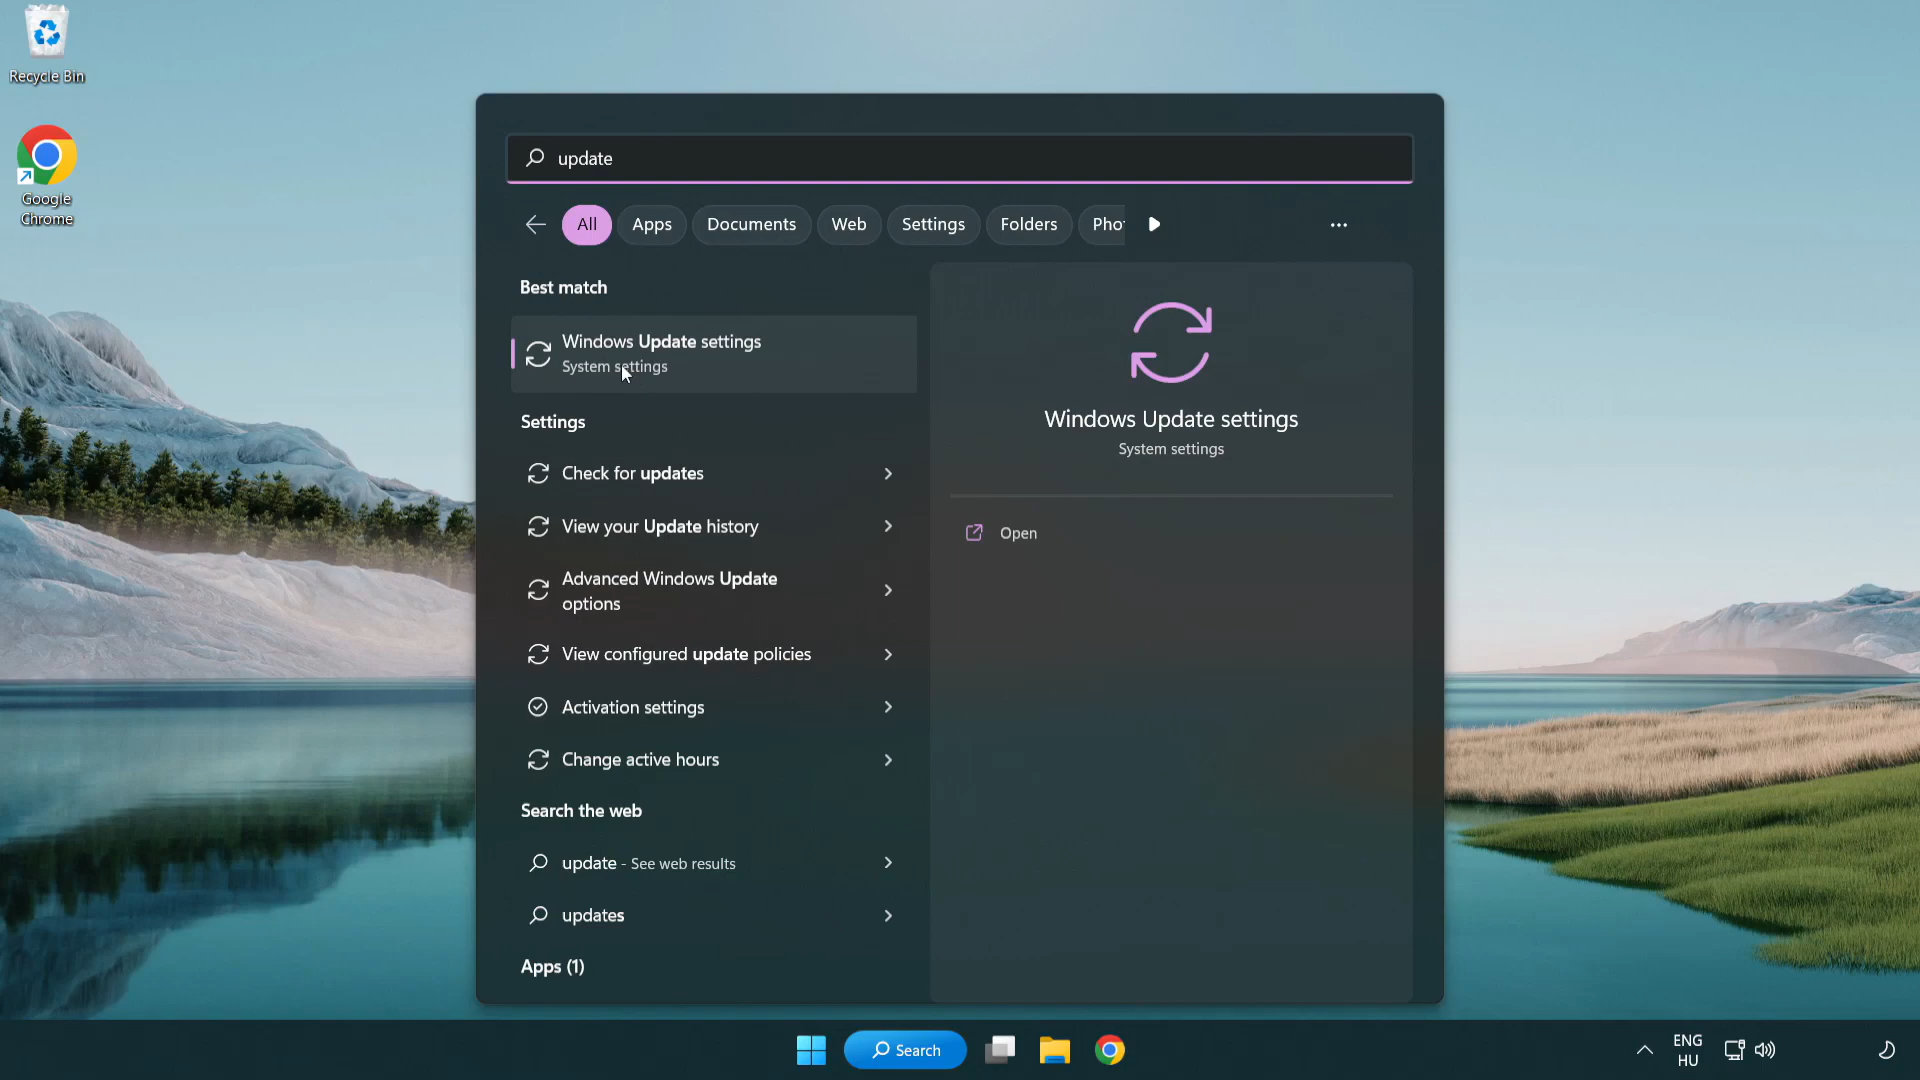 Recycle Bin
Google
Chrome
update
All
Apps
Documents
Web
Settings
Folders
Pho
Best match
Windows Update settings
System settings
Settings
Check for updates
View your Update history
Advanced Windows Update
options
View configured update policies
Activation settings
Change active hours
Search the web
update - See web results
updates
Apps (1)
Windows Update settings
System settings
Open
Search
ENG
HU